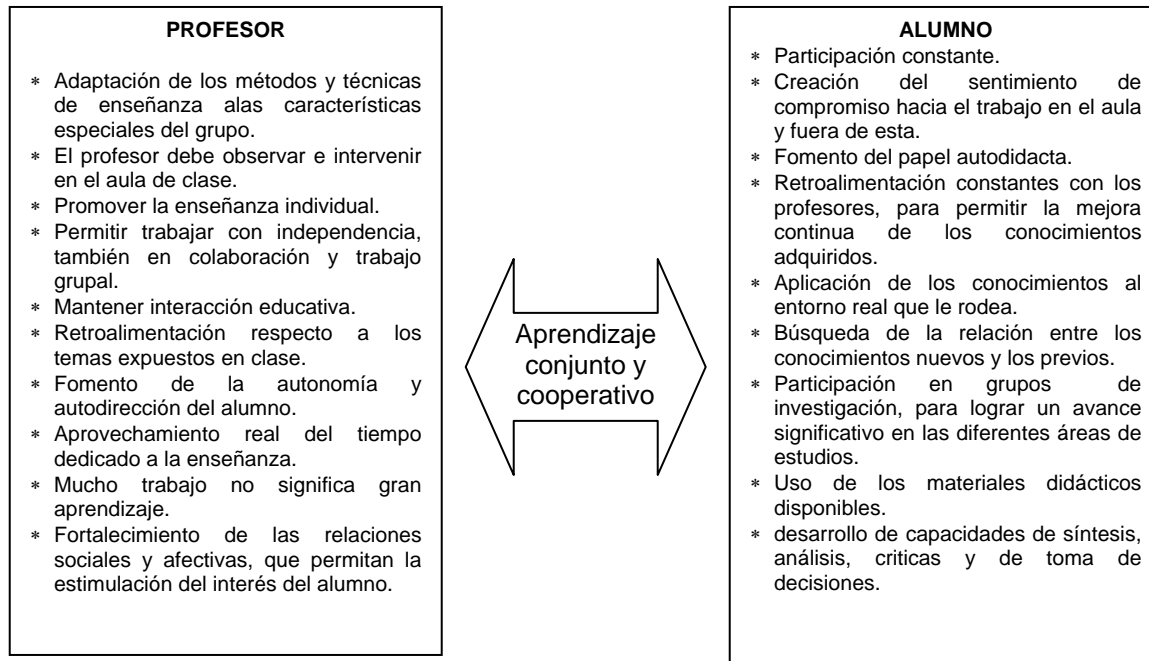 PROFESOR
* Adaptación de los métodos y técnicas
de enseñanza alas características
especiales del grupo.
* El profesor debe observar e intervenir
en el aula de clase.
* Promover la enseñanza individual.
* Permitir trabajar con independencia,
también en colaboración y trabajo
grupal.
* Mantener interacción educativa.
* Retroalimentación respecto a los
temas expuestos en clase.
* Fomento de la autonomía y
autodirección del alumno.
* Aprovechamiento real del tiempo
dedicado a la enseñanza.
* Mucho trabajo no significa gran
aprendizaje.
* Fortalecimiento de las relaciones
sociales y afectivas, que permitan la
estimulación del interés del alumno.
Aprendizaje
conjunto y
cooperativo
ALUMNO
* Participación constante.
* Creación del sentimiento de
compromiso hacia el trabajo en el aula
y fuera de esta.
* Fomento del papel autodidacta.
* Retroalimentación constantes con los
profesores, para permitir la mejora
continua de los conocimientos
adquiridos.
* Aplicación de los conocimientos al
entorno real que le rodea.
* Búsqueda de la relación entre los
conocimientos nuevos y los previos.
* Participación en grupos de
investigación, para lograr un avance
significativo en las diferentes áreas de
estudios.
* Uso de los materiales didácticos
disponibles.
* desarrollo de capacidades de síntesis,
análisis, criticas y de toma de
decisiones.